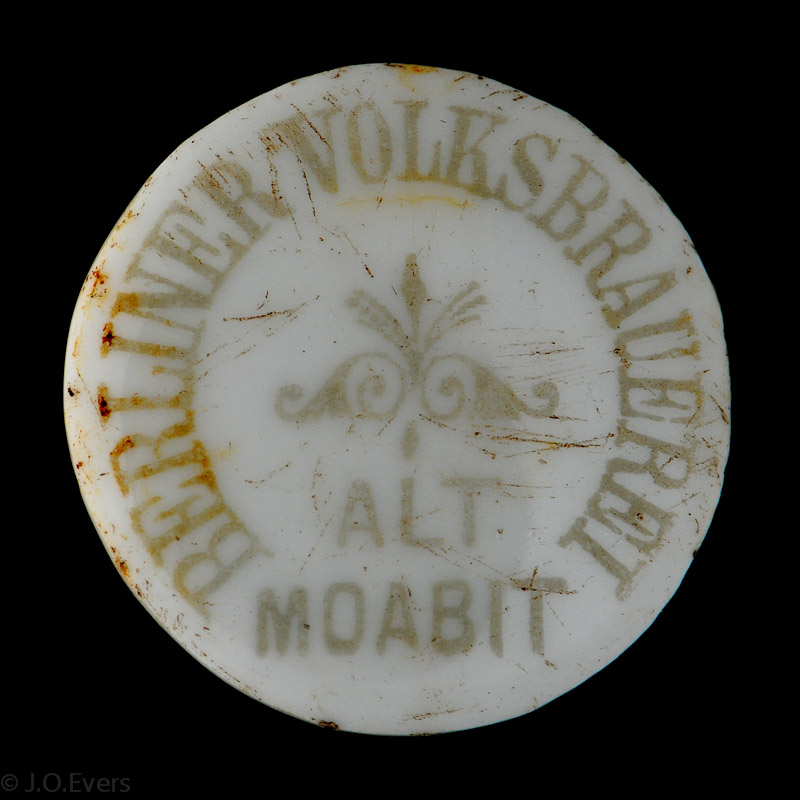 BERLINER VOLKSBRAUEREI
ALT
MOABIT
© J.O.Evers